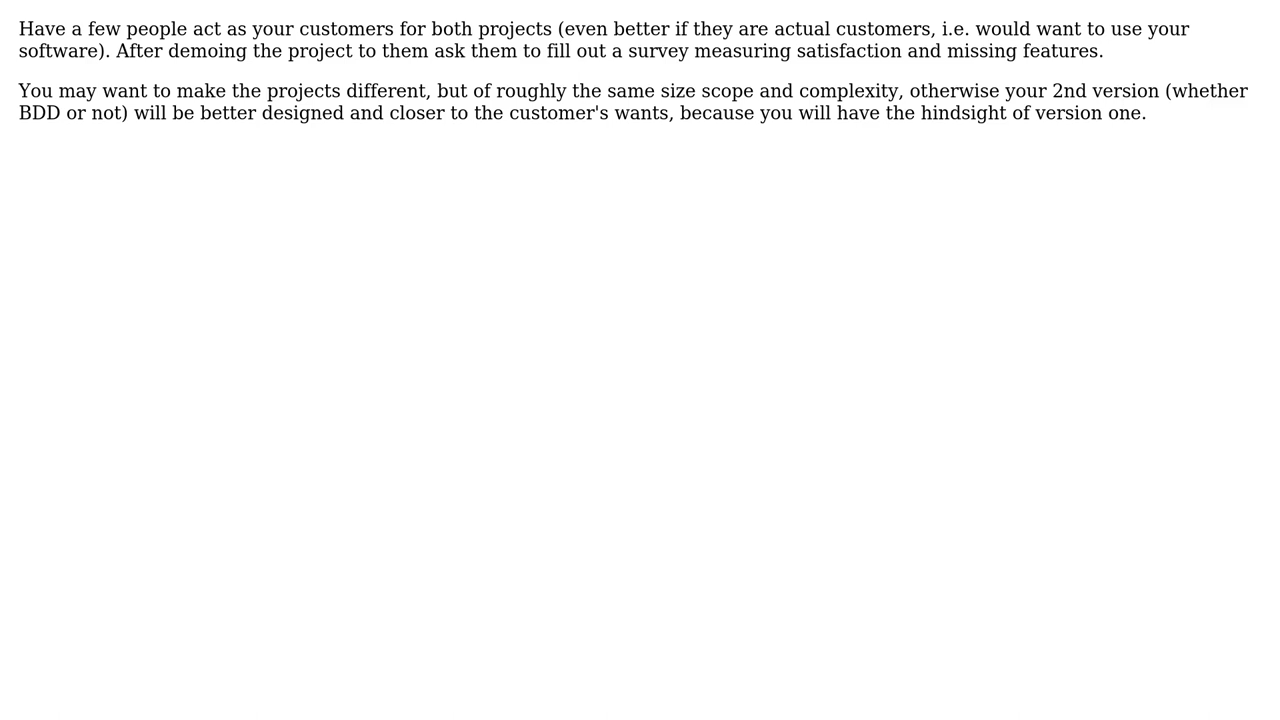 Have a few people act as your customers for both projects (even better if they are actual customers, i.e. would want to use your
software). After demoing the project to them ask them to fill out a survey measuring satisfaction and missing features.
You may want to make the projects different, but of roughly the same size scope and complexity, otherwise your 2nd version (whether
BDD or not) will be better designed and closer to the customer's wants, because you will have the hindsight of version one.